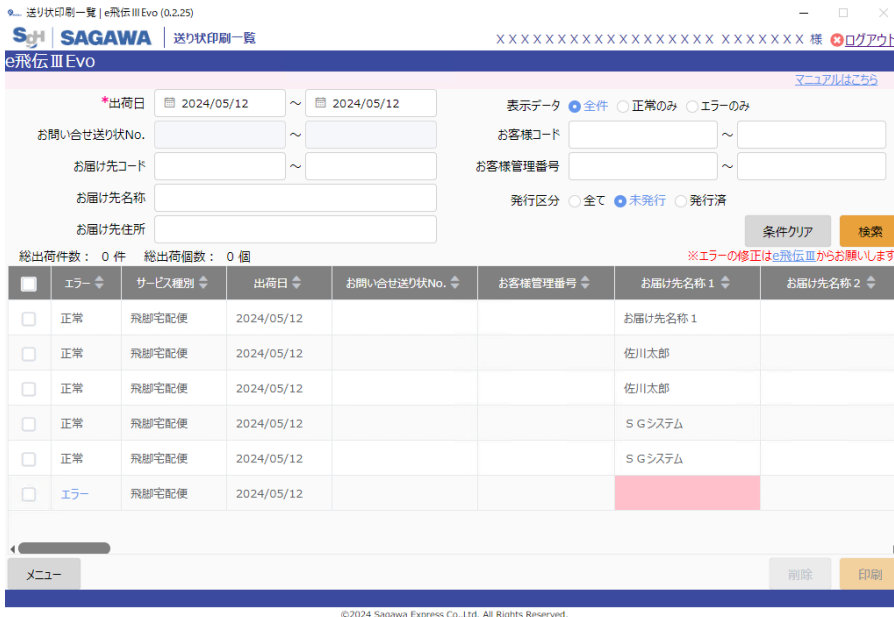 送り状印刷一覧 | e飛伝ⅢEvo (0.2.25)
SGH SAGAWA 送り状印刷一覧 XXXXXXXXXXXXXXXXXX XXXXXXX 様 ログアウト
e飛伝ⅢEvo
マニュアルはこちら
*出荷日 2024/05/12 ～ 2024/05/12 表示データ 全件 正常のみ エラーのみ
お問い合せ送り状No. ～ お客様コード ～
お届け先コード ～ お客様管理番号 ～
お届け先名称 発行区分 全て 未発行 発行済
お届け先住所
条件クリア 検索
総出荷件数： 0 件 総出荷個数： 0 個 ※エラーの修正はe飛伝Ⅲからお願いします
エラー サービス種別 出荷日 お問い合せ送り状No. お客様管理番号 お届け先名称１ お届け先名称２
正常 飛脚宅配便 2024/05/12 お届け先名称１
正常 飛脚宅配便 2024/05/12 佐川太郎
正常 飛脚宅配便 2024/05/12 佐川太郎
正常 飛脚宅配便 2024/05/12 ＳＧシステム
正常 飛脚宅配便 2024/05/12 ＳＧシステム
エラー 飛脚宅配便 2024/05/12
メニュー 削除 印刷
©2024 Sagawa Express Co.,Ltd. All Rights Reserved.